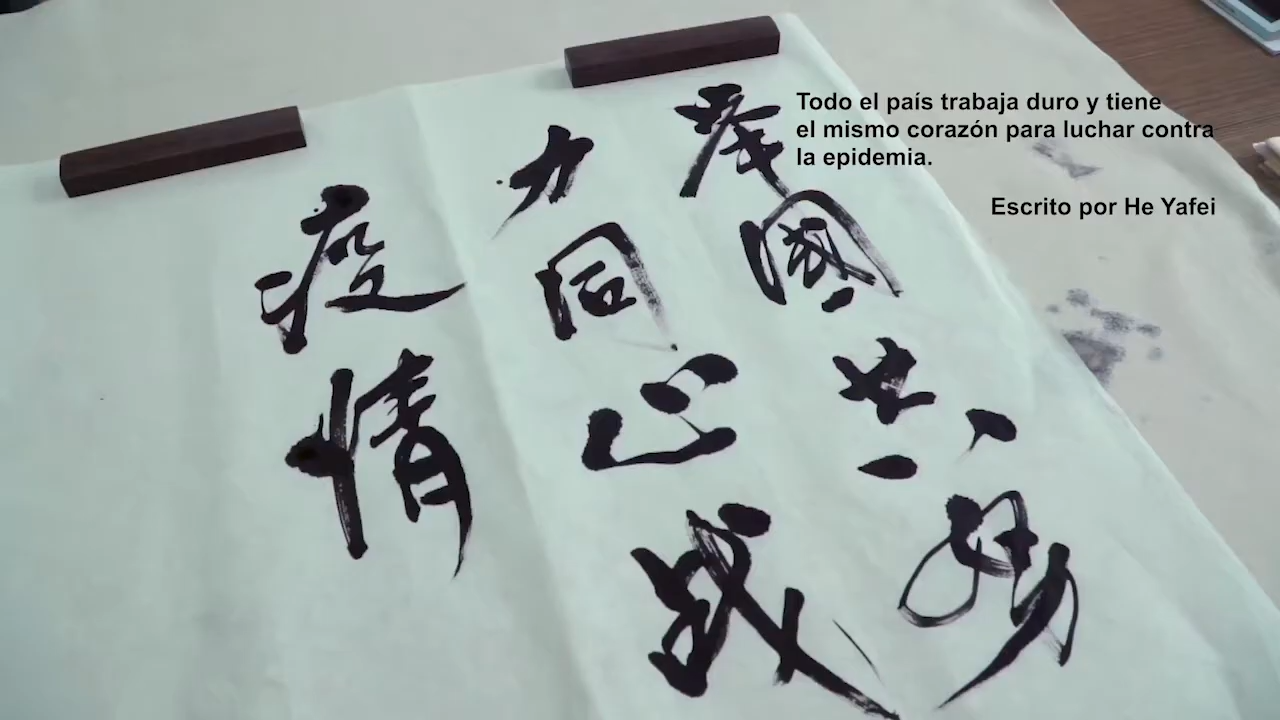 举國共努
力同心战
疫情
Todo el país trabaja duro y tiene
el mismo corazón para luchar contra
la epidemia.
Escrito por He Yafei